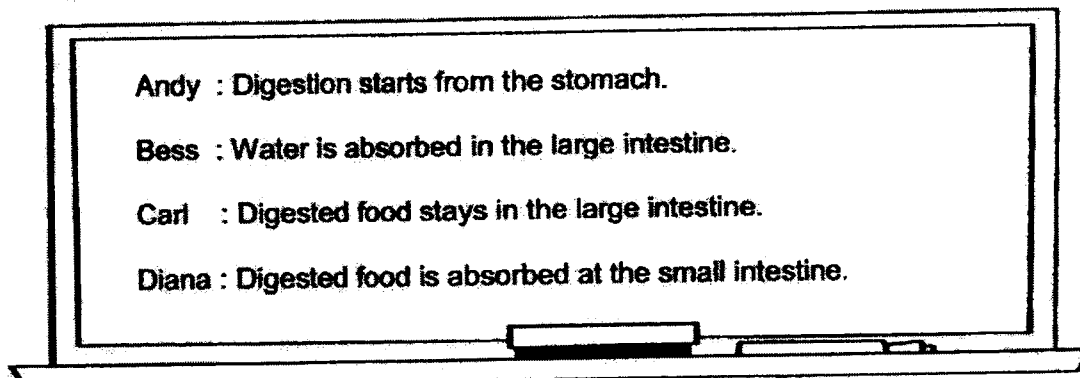 Andy : Digestion starts from the stomach.
Bess : Water is absorbed in the large intestine.
Carl : Digested food stays in the large intestine.
Diana : Digested food is absorbed at the small intestine.